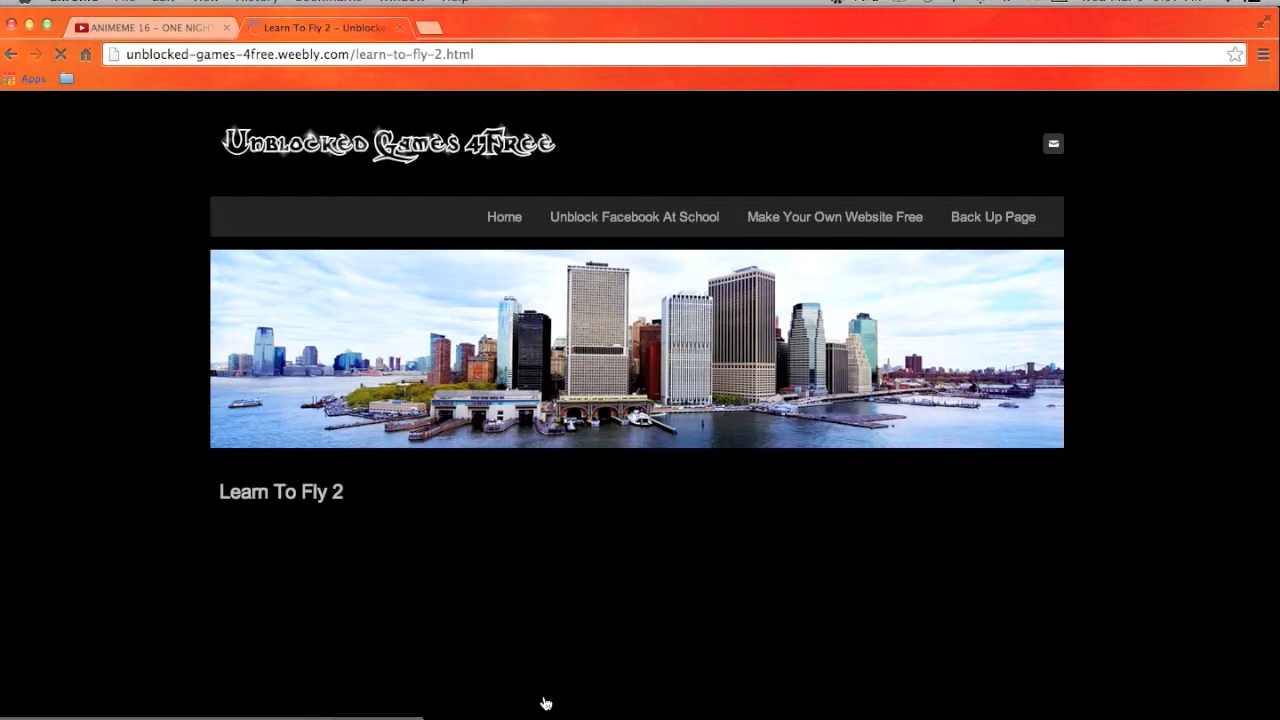 ANIMEME 16 – ONE NIGHT
Learn To Fly 2 – Unblocke
unblocked-games-4free.weebly.com/learn-to-fly-2.html
Apps
Unblocked Games 4Free
Home Unblock Facebook At School Make Your Own Website Free Back Up Page
Learn To Fly 2